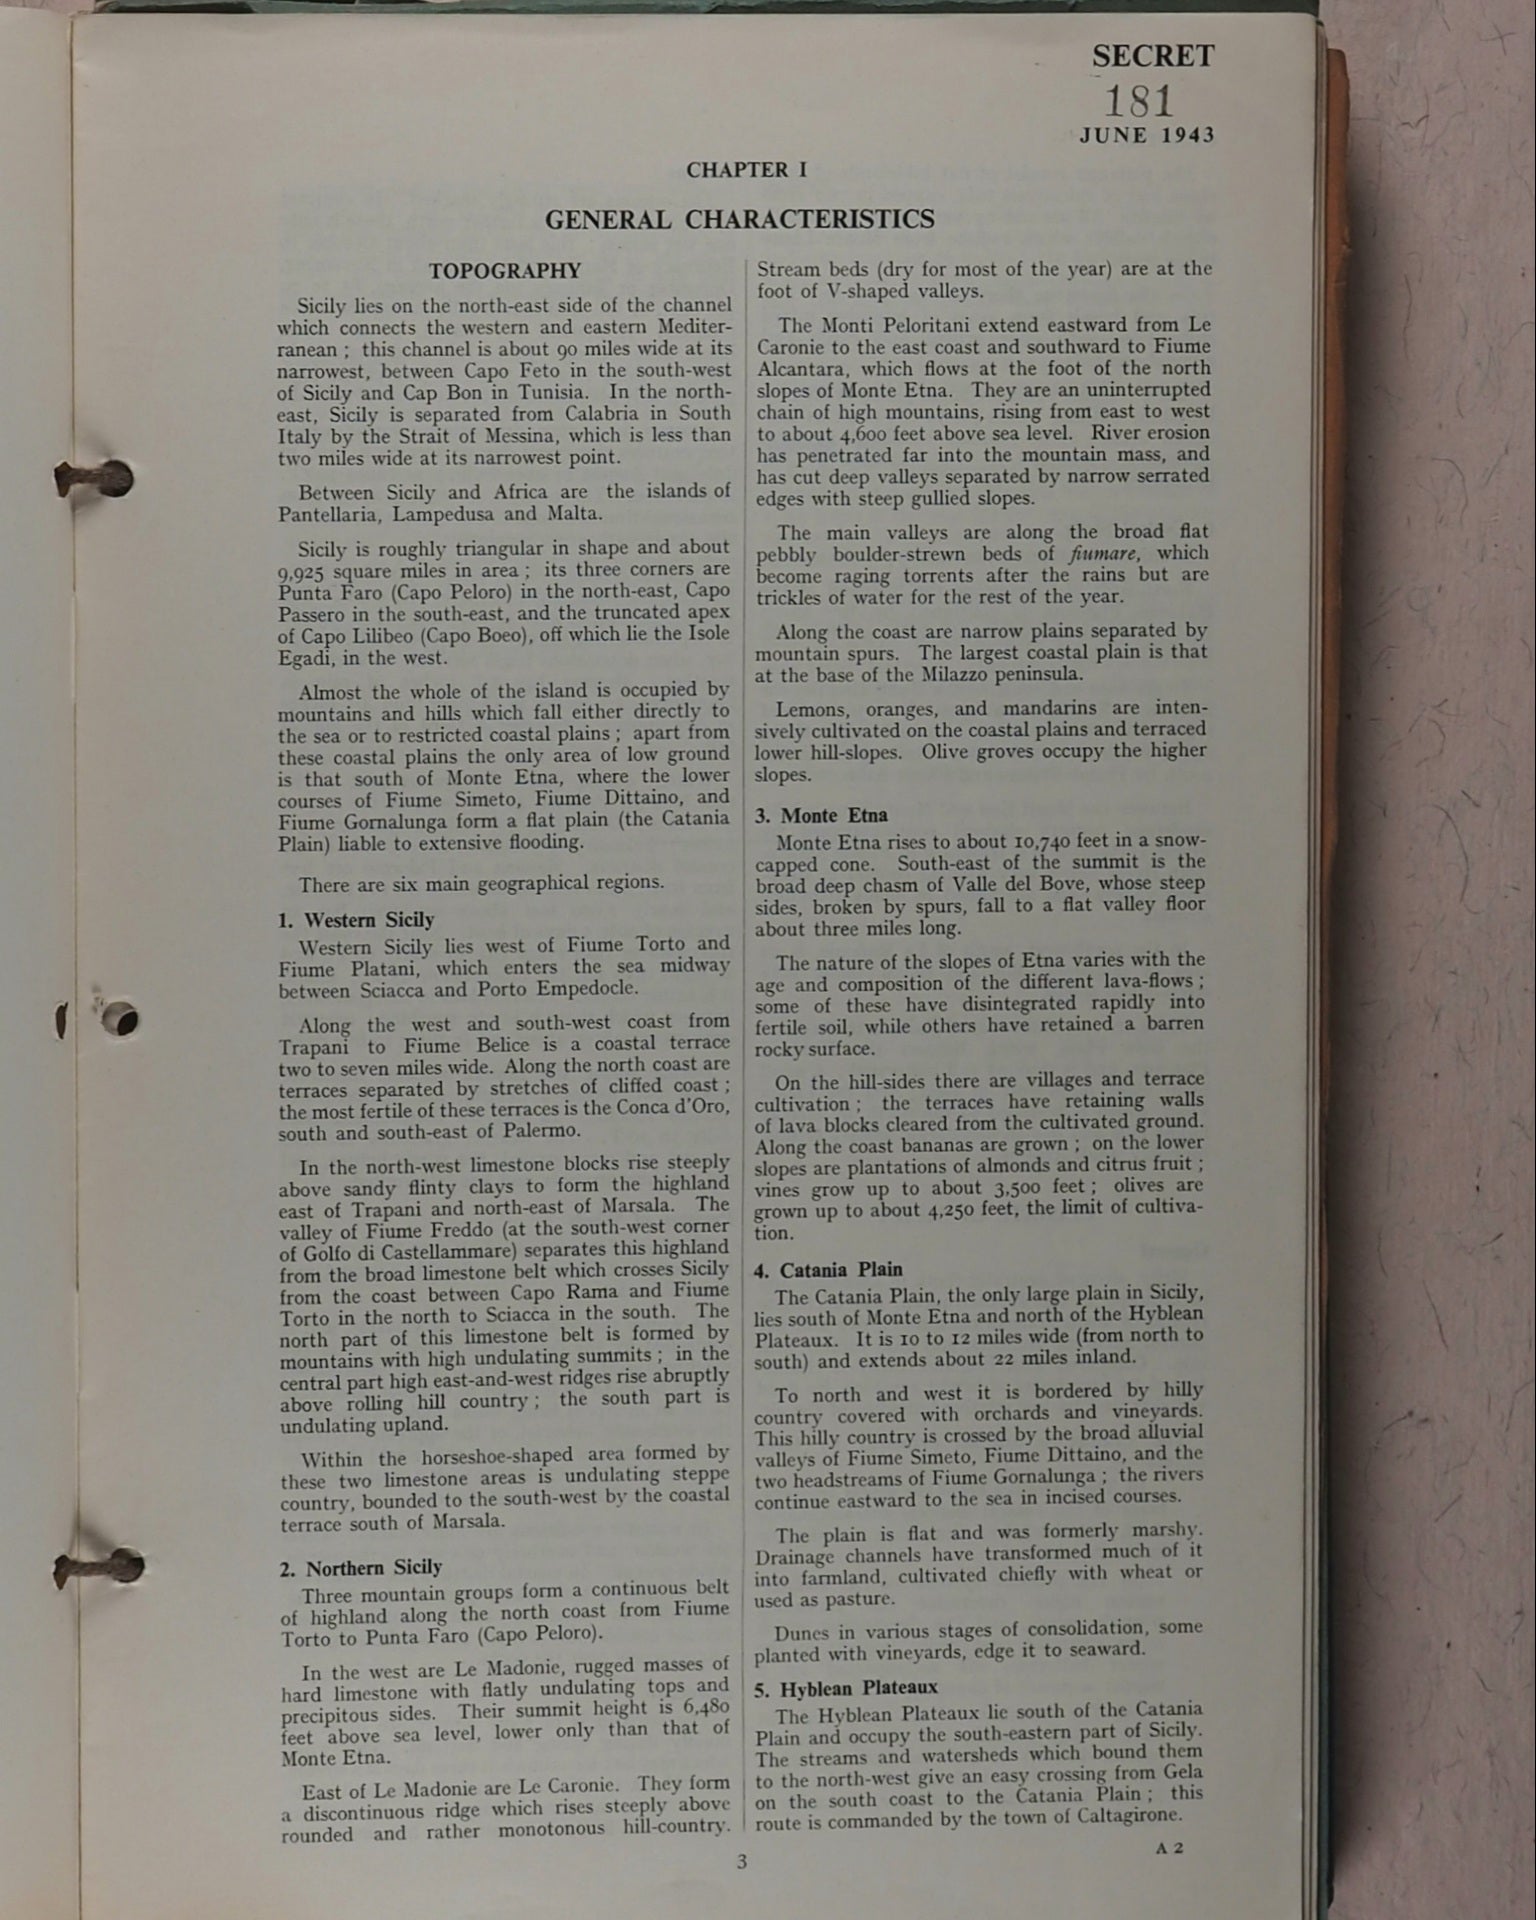 SECRET
181
JUNE 1943
CHAPTER I
GENERAL CHARACTERISTICS
TOPOGRAPHY
Sicily lies on the north-east side of the channel
which connects the western and eastern Mediter-
ranean ; this channel is about 90 miles wide at its
narrowest, between Capo Feto in the south-west
of Sicily and Cap Bon in Tunisia. In the north-
east, Sicily is separated from Calabria in South
Italy by the Strait of Messina, which is less than
two miles wide at its narrowest point.
Between Sicily and Africa are the islands of
Pantellaria, Lampedusa and Malta.
Sicily is roughly triangular in shape and about
9,925 square miles in area ; its three corners are
Punta Faro (Capo Peloro) in the north-east, Capo
Passero in the south-east, and the truncated apex
of Capo Lilibeo (Capo Boeo), off which lie the Isole
Egadi, in the west.
Almost the whole of the island is occupied by
mountains and hills which fall either directly to
the sea or to restricted coastal plains ; apart from
these coastal plains the only area of low ground
is that south of Monte Etna, where the lower
courses of Fiume Simeto, Fiume Dittaino, and
Fiume Gornalunga form a flat plain (the Catania
Plain) liable to extensive flooding.
There are six main geographical regions.
1. Western Sicily
Western Sicily lies west of Fiume Torto and
Fiume Platani, which enters the sea midway
between Sciacca and Porto Empedocle.
Along the west and south-west coast from
Trapani to Fiume Belice is a coastal terrace
two to seven miles wide. Along the north coast are
terraces separated by stretches of cliffed coast ;
the most fertile of these terraces is the Conca d'Oro,
south and south-east of Palermo.
In the north-west limestone blocks rise steeply
above sandy flinty clays to form the highland
east of Trapani and north-east of Marsala. The
valley of Fiume Freddo (at the south-west corner
of Golfo di Castellammare) separates this highland
from the broad limestone belt which crosses Sicily
from the coast between Capo Rama and Fiume
Torto in the north to Sciacca in the south. The
north part of this limestone belt is formed by
mountains with high undulating summits ; in the
central part high east-and-west ridges rise abruptly
above rolling hill country ; the south part is
undulating upland.
Within the horseshoe-shaped area formed by
these two limestone areas is undulating steppe
country, bounded to the south-west by the coastal
terrace south of Marsala.
2. Northern Sicily
Three mountain groups form a continuous belt
of highland along the north coast from Fiume
Torto to Punta Faro (Capo Peloro).
In the west are Le Madonie, rugged masses of
hard limestone with flatly undulating tops and
precipitous sides. Their summit height is 6,480
feet above sea level, lower only than that of
Monte Etna.
East of Le Madonie are Le Caronie. They form
a discontinuous ridge which rises steeply above
rounded and rather monotonous hill-country.
Stream beds (dry for most of the year) are at the
foot of V-shaped valleys.
The Monti Peloritani extend eastward from Le
Caronie to the east coast and southward to Fiume
Alcantara, which flows at the foot of the north
slopes of Monte Etna. They are an uninterrupted
chain of high mountains, rising from east to west
to about 4,600 feet above sea level. River erosion
has penetrated far into the mountain mass, and
has cut deep valleys separated by narrow serrated
edges with steep gullied slopes.
The main valleys are along the broad flat
pebbly boulder-strewn beds of fiumare, which
become raging torrents after the rains but are
trickles of water for the rest of the year.
Along the coast are narrow plains separated by
mountain spurs. The largest coastal plain is that
at the base of the Milazzo peninsula.
Lemons, oranges, and mandarins are inten-
sively cultivated on the coastal plains and terraced
lower hill-slopes. Olive groves occupy the higher
slopes.
3. Monte Etna
Monte Etna rises to about 10,740 feet in a snow-
capped cone. South-east of the summit is the
broad deep chasm of Valle del Bove, whose steep
sides, broken by spurs, fall to a flat valley floor
about three miles long.
The nature of the slopes of Etna varies with the
age and composition of the different lava-flows ;
some of these have disintegrated rapidly into
fertile soil, while others have retained a barren
rocky surface.
On the hill-sides there are villages and terrace
cultivation ; the terraces have retaining walls
of lava blocks cleared from the cultivated ground.
Along the coast bananas are grown ; on the lower
slopes are plantations of almonds and citrus fruit ;
vines grow up to about 3,500 feet ; olives are
grown up to about 4,250 feet, the limit of cultiva-
tion.
4. Catania Plain
The Catania Plain, the only large plain in Sicily,
lies south of Monte Etna and north of the Hyblean
Plateaux. It is 10 to 12 miles wide (from north to
south) and extends about 22 miles inland.
To north and west it is bordered by hilly
country covered with orchards and vineyards.
This hilly country is crossed by the broad alluvial
valleys of Fiume Simeto, Fiume Dittaino, and the
two headstreams of Fiume Gornalunga ; the rivers
continue eastward to the sea in incised courses.
The plain is flat and was formerly marshy.
Drainage channels have transformed much of it
into farmland, cultivated chiefly with wheat or
used as pasture.
Dunes in various stages of consolidation, some
planted with vineyards, edge it to seaward.
5. Hyblean Plateaux
The Hyblean Plateaux lie south of the Catania
Plain and occupy the south-eastern part of Sicily.
The streams and watersheds which bound them
to the north-west give an easy crossing from Gela
on the south coast to the Catania Plain ; this
route is commanded by the town of Caltagirone.
A 2
3